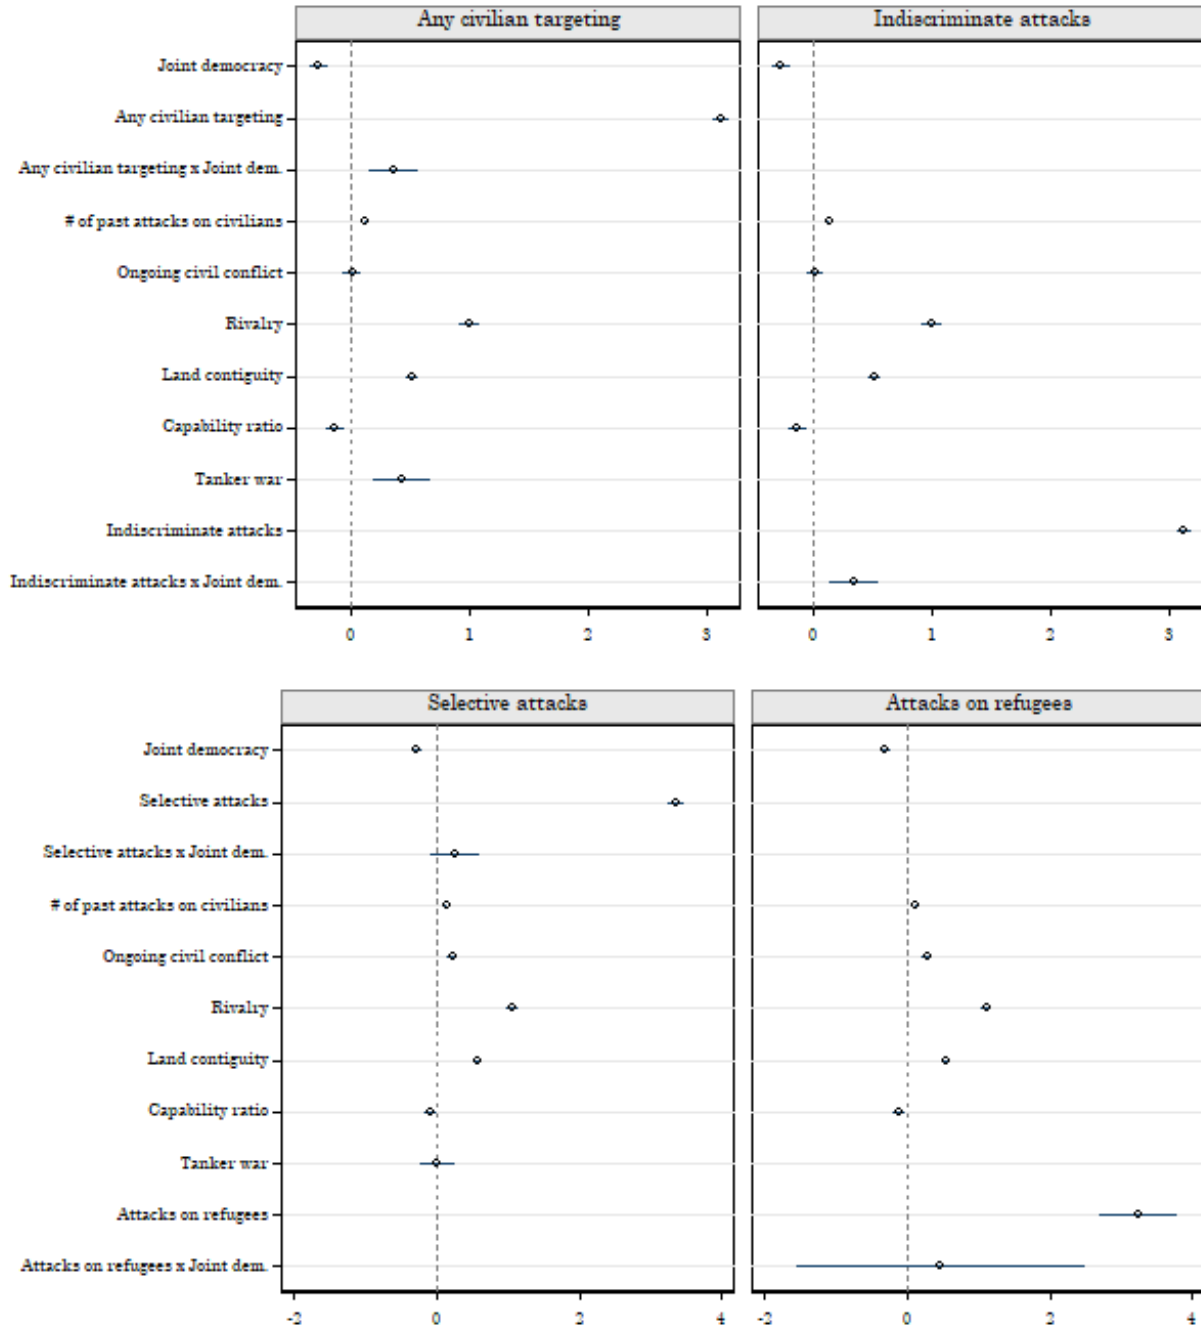 Any civilian targeting
Indiscriminate attacks
Joint democracy
Any civilian targeting
Any civilian targeting x Joint dem.
# of past attacks on civilians
Ongoing civil conflict
Rivalry
Land contiguity
Capability ratio
Tanker war
Indiscriminate attacks
Indiscriminate attacks x Joint dem.
0 1 2 3
0 1 2 3
Selective attacks
Attacks on refugees
Joint democracy
Selective attacks
Selective attacks x Joint dem.
# of past attacks on civilians
Ongoing civil conflict
Rivalry
Land contiguity
Capability ratio
Tanker war
Attacks on refugees
Attacks on refugees x Joint dem.
-2 0 2 4
-2 0 2 4